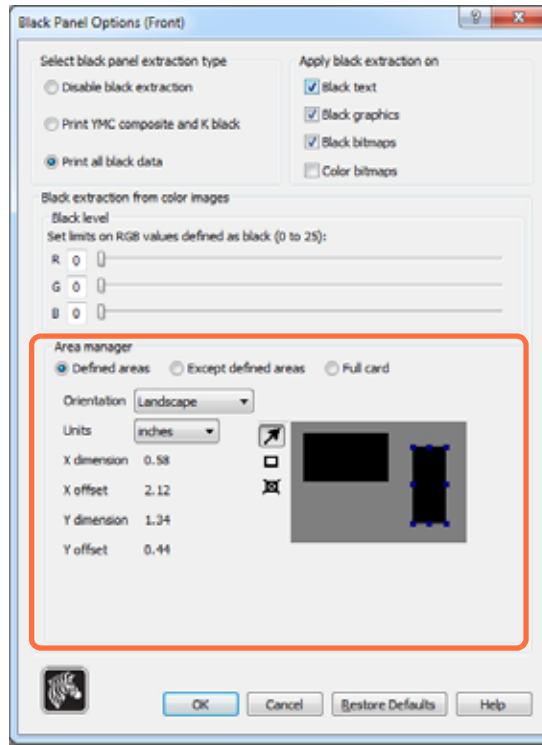 Black Panel Options (Front)
Select black panel extraction type
Disable black extraction
Print YMC composite and K black
Print all black data
Apply black extraction on
Black text
Black graphics
Black bitmaps
Color bitmaps
Black extraction from color images
Black level
Set limits on RGB values defined as black (0 to 25):
R 0
G 0
B 0
Area manager
Defined areas Except defined areas Full card
Orientation Landscape
Units inches
X dimension 0.58
X offset 2.12
Y dimension 1.34
Y offset 0.44
OK Cancel Restore Defaults Help